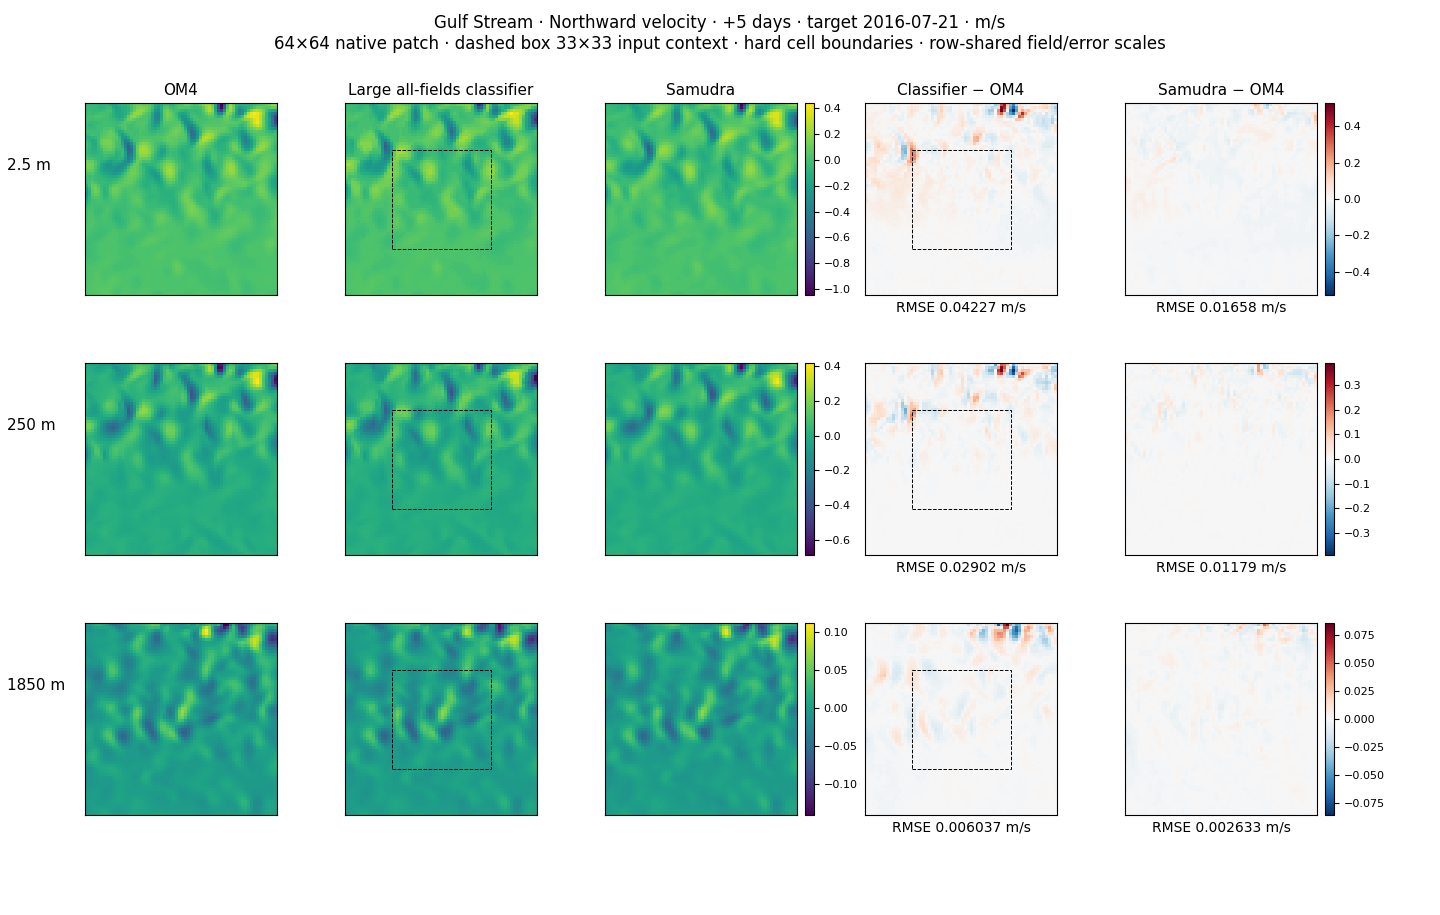 Gulf Stream · Northward velocity · +5 days · target 2016-07-21 · m/s
64×64 native patch · dashed box 33×33 input context · hard cell boundaries · row-shared field/error scales
OM4
Large all-fields classifier
Samudra
Classifier − OM4
Samudra − OM4
2.5 m
0.4
0.2
0.0
−0.2
−0.4
−0.6
−0.8
−1.0
0.4
0.2
0.0
−0.2
−0.4
RMSE 0.04227 m/s
RMSE 0.01658 m/s
250 m
0.4
0.2
0.0
−0.2
−0.4
−0.6
0.3
0.2
0.1
0.0
−0.1
−0.2
−0.3
RMSE 0.02902 m/s
RMSE 0.01179 m/s
1850 m
0.10
0.05
0.00
−0.05
−0.10
0.075
0.050
0.025
0.000
−0.025
−0.050
−0.075
RMSE 0.006037 m/s
RMSE 0.002633 m/s